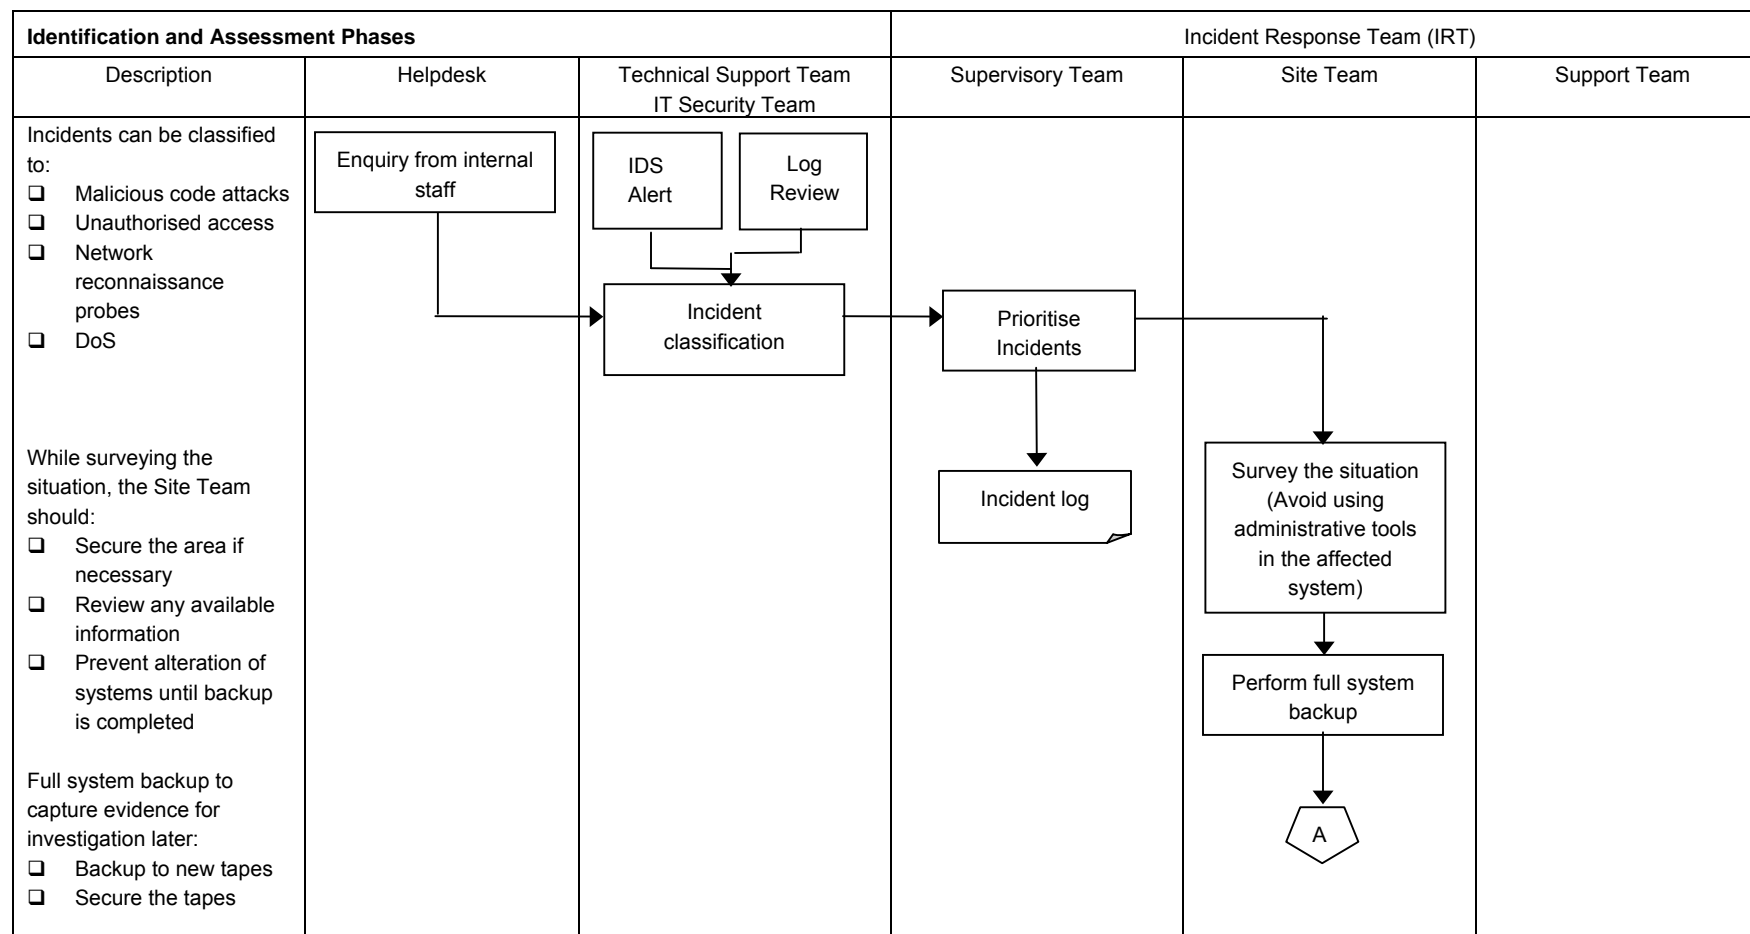 Identification and Assessment Phases
Incident Response Team (IRT)
Description
Helpdesk
Technical Support Team
IT Security Team
Supervisory Team
Site Team
Support Team
Incidents can be classified
to:
❑ Malicious code attacks
❑ Unauthorised access
❑ Network
reconnaissance
probes
❑ DoS
While surveying the
situation, the Site Team
should:
❑ Secure the area if
necessary
❑ Review any available
information
❑ Prevent alteration of
systems until backup
is completed
Full system backup to
capture evidence for
investigation later:
❑ Backup to new tapes
❑ Secure the tapes
Enquiry from internal
staff
IDS
Alert
Log
Review
Incident
classification
Prioritise
Incidents
Incident log
Survey the situation
(Avoid using
administrative tools
in the affected
system)
Perform full system
backup
A